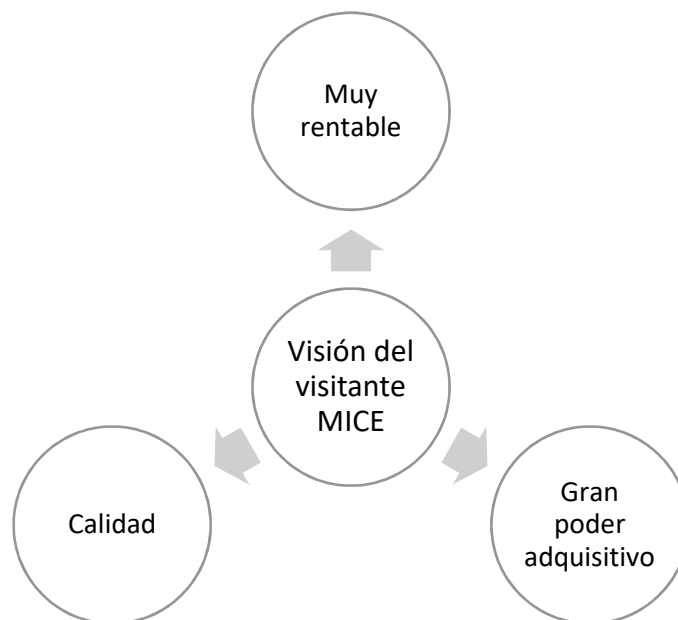 Muy
rentable
Visión del
visitante
MICE
Calidad
Gran
poder
adquisitivo